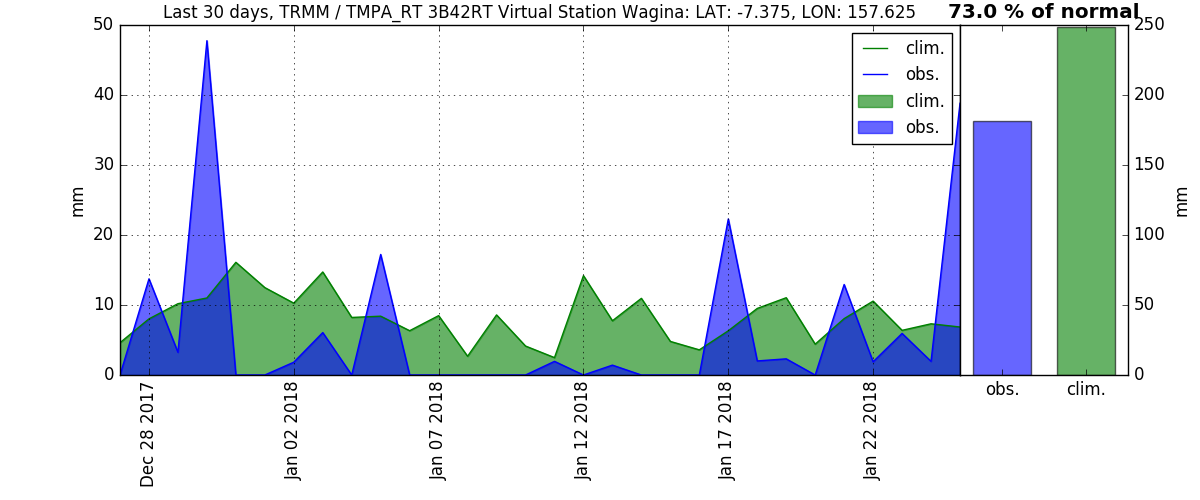 Last 30 days, TRMM / TMPA_RT 3B42RT Virtual Station Wagina: LAT: -7.375, LON: 157.625
73.0 % of normal
50
40
30
20
10
0
mm
clim.
obs.
clim.
obs.
250
200
150
100
50
0
mm
Dec 28 2017
Jan 02 2018
Jan 07 2018
Jan 12 2018
Jan 17 2018
Jan 22 2018
obs.
clim.